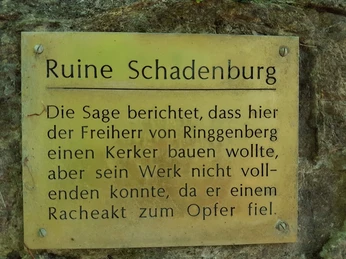 Ruine Schadenburg
Die Sage berichtet, dass hier
der Freiherr von Ringgenberg
einen Kerker bauen wollte,
aber sein Werk nicht voll-
enden konnte, da er einem
Racheakt zum Opfer fiel.